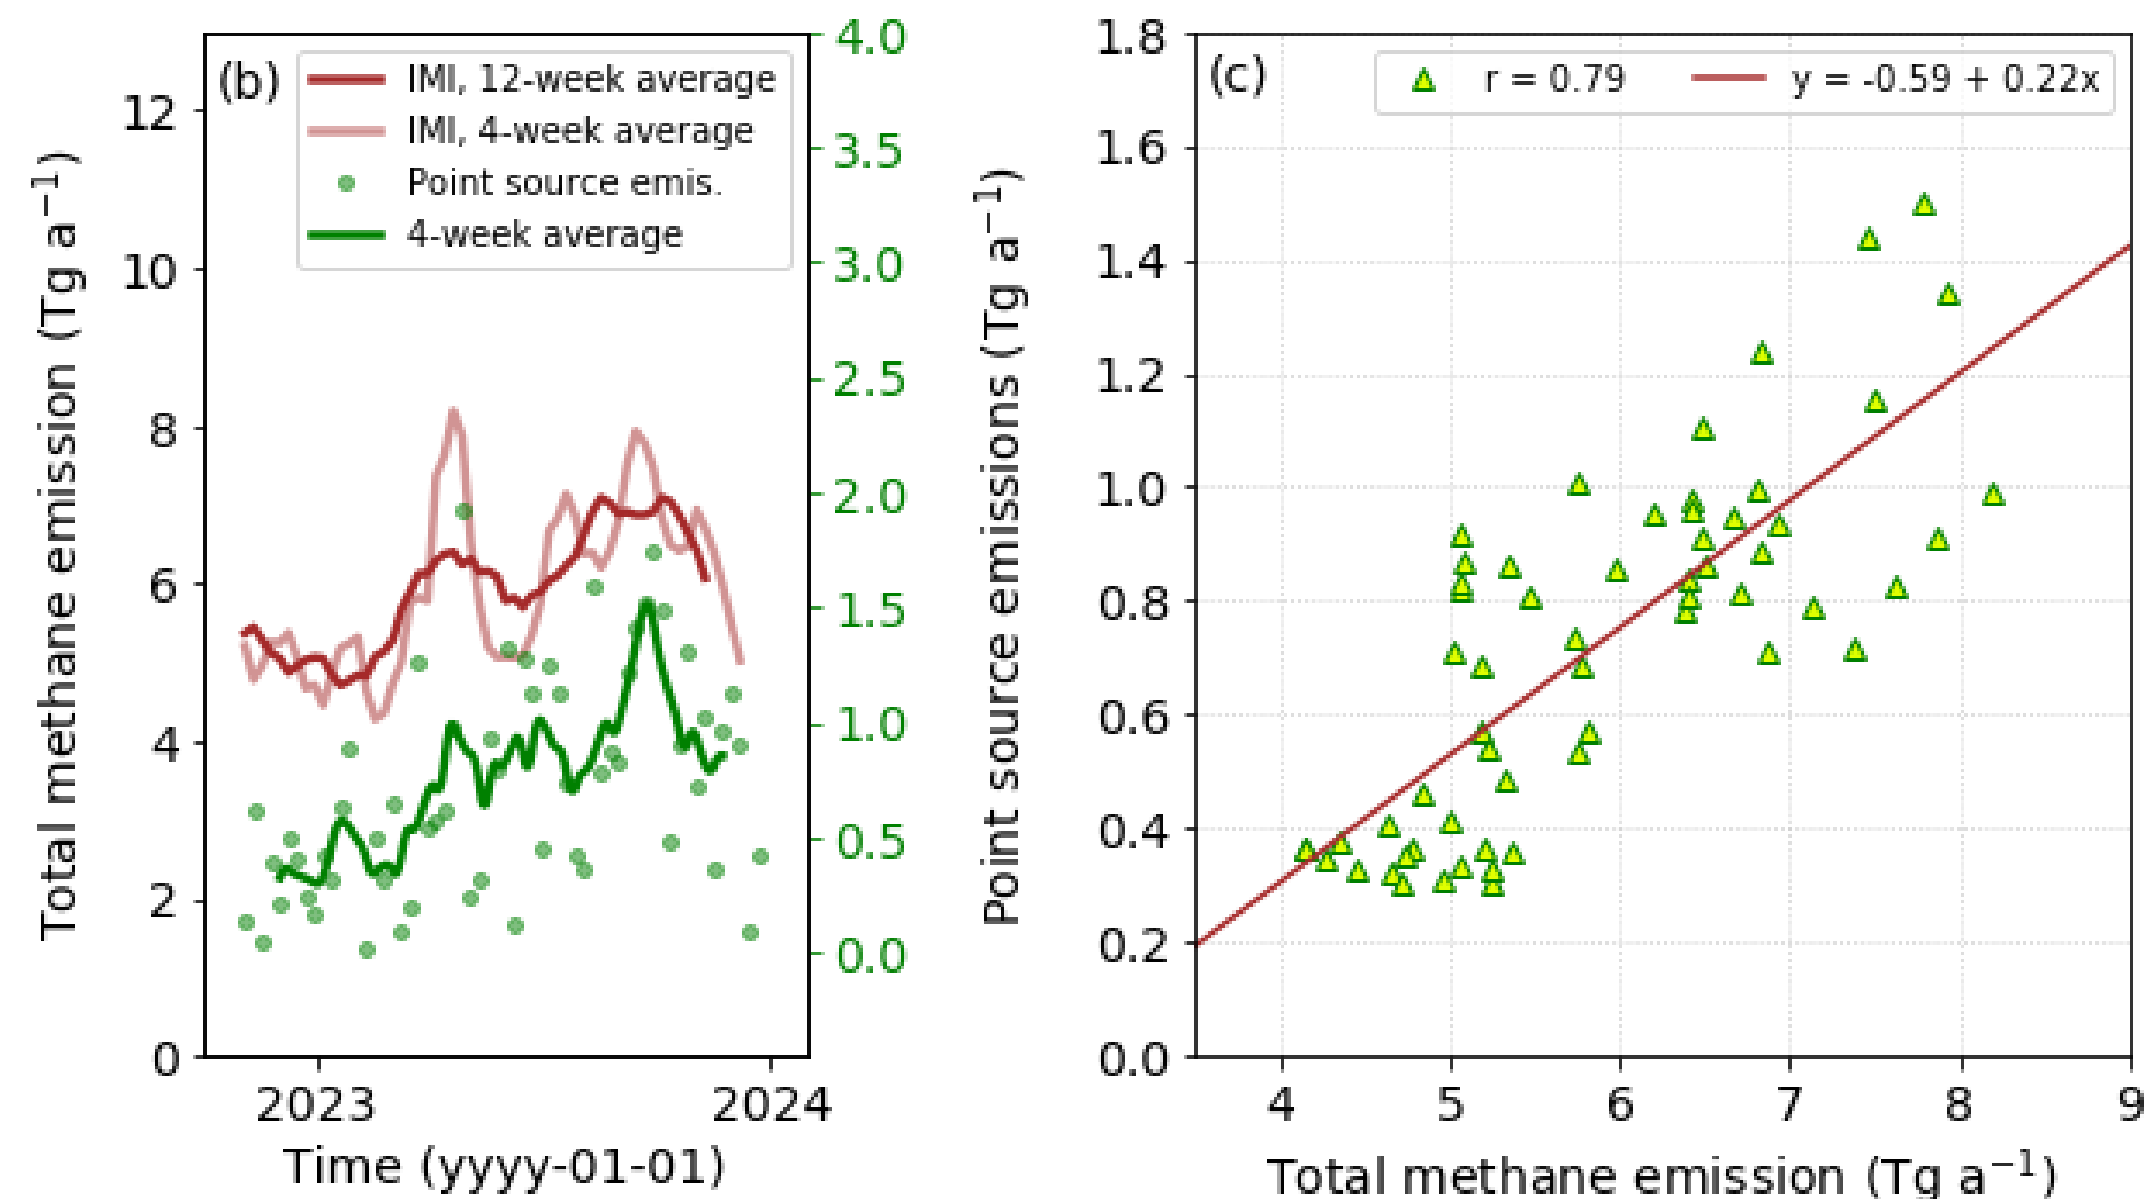 (b)
IMI, 12-week average
IMI, 4-week average
Point source emis.
4-week average
Total methane emission (Tg a⁻¹)
12
10
8
6
4
2
0
4.0
3.5
3.0
2.5
2.0
1.5
1.0
0.5
0.0
2023 2024
Time (yyyy-01-01)
(c)
r = 0.79 y = -0.59 + 0.22x
Point source emissions (Tg a⁻¹)
1.8
1.6
1.4
1.2
1.0
0.8
0.6
0.4
0.2
0.0
4 5 6 7 8 9
Total methane emission (Tg a⁻¹)